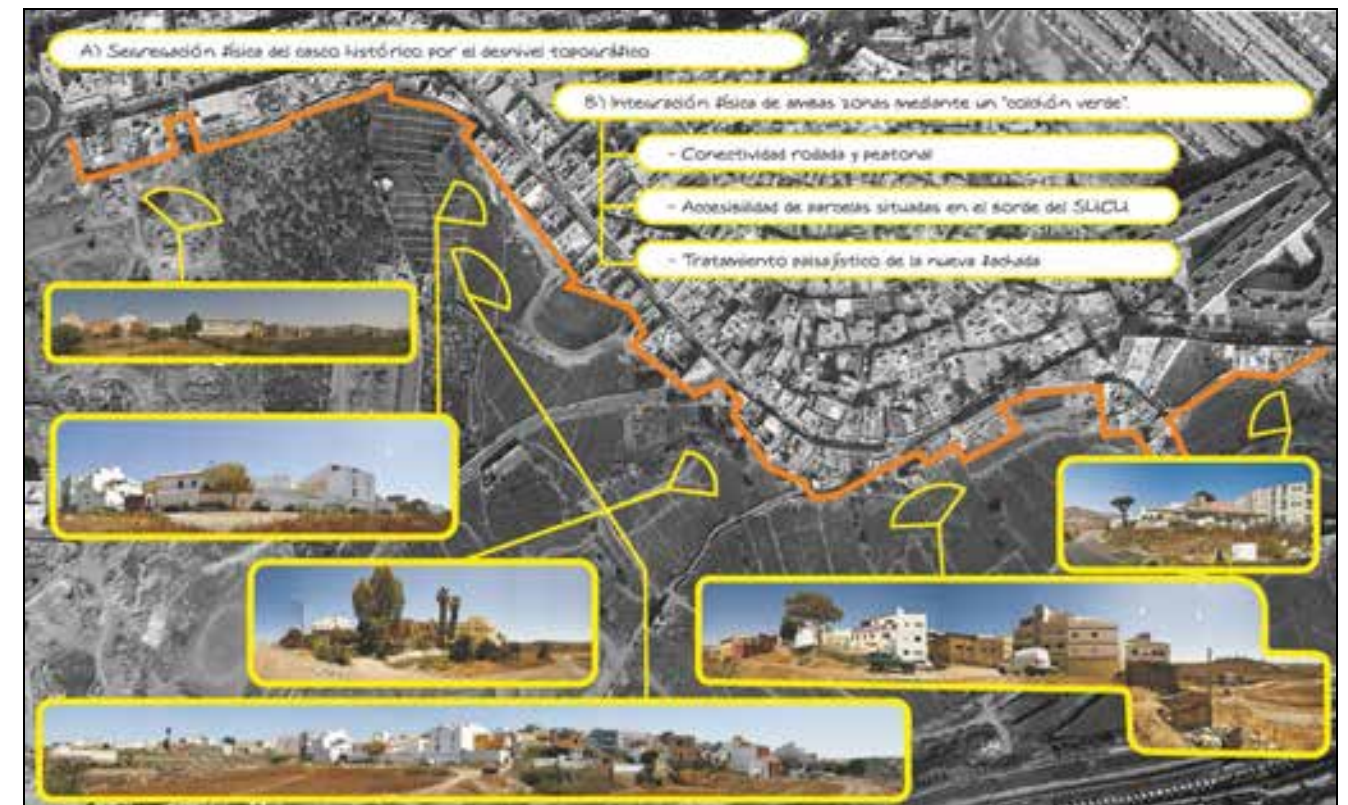 A) Segregación física del casco histórico por el desnivel topográfico
B) Integración física de ambas zonas mediante un "colchón verde".
- Conectividad rodada y peatonal
- Accesibilidad de parcelas situadas en el borde del SUCU
- Tratamiento paisajístico de la nueva fachada